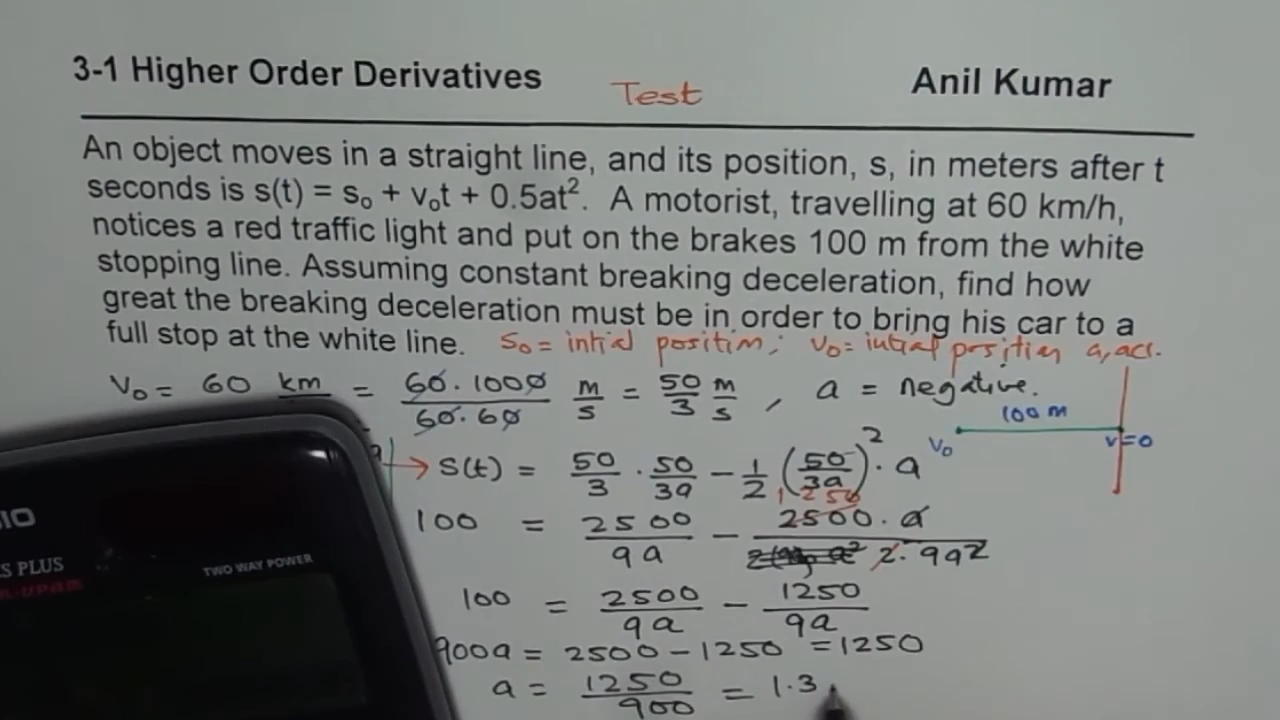 3-1 Higher Order Derivatives Test Anil Kumar
An object moves in a straight line, and its position, s, in meters after t
seconds is s(t) = s₀ + v₀t + 0.5at². A motorist, travelling at 60 km/h,
notices a red traffic light and put on the brakes 100 m from the white
stopping line. Assuming constant breaking deceleration, find how
great the breaking deceleration must be in order to bring his car to a
full stop at the white line. s₀ = intial position; v₀ = intial position a, acc.
V₀ = 60 km = 60·1000/60·60 m/s = 50/3 m/s , a = negative.
100 m
V₀ v=0
S(t) = 50/3 · 50/3a − 1/2 (50/3a)² · a
1250
100 = 2500/9a − 2500·a/2·9a²
100 = 2500/9a − 1250/9a
900a = 2500 − 1250 = 1250
a = 1250/900 = 1.3
IO
S PLUS
TWO WAY POWER